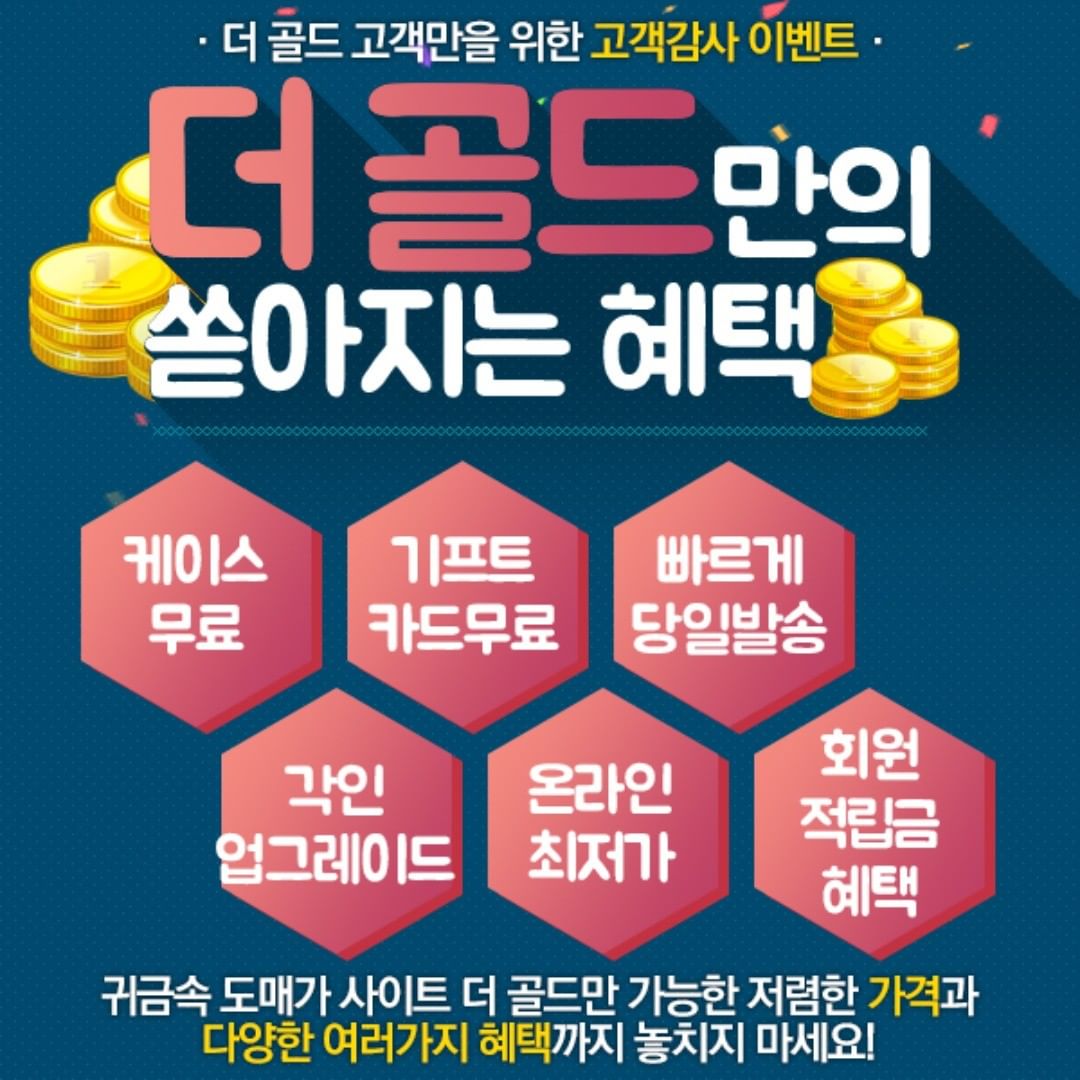 · 더 골드 고객만을 위한 고객감사 이벤트 ·
더 골드만의
쏟아지는 혜택
케이스
무료
기프트
카드무료
빠르게
당일발송
각인
업그레이드
온라인
최저가
회원
적립금
혜택
귀금속 도매가 사이트 더 골드만 가능한 저렴한 가격과
다양한 여러가지 혜택까지 놓치지 마세요!